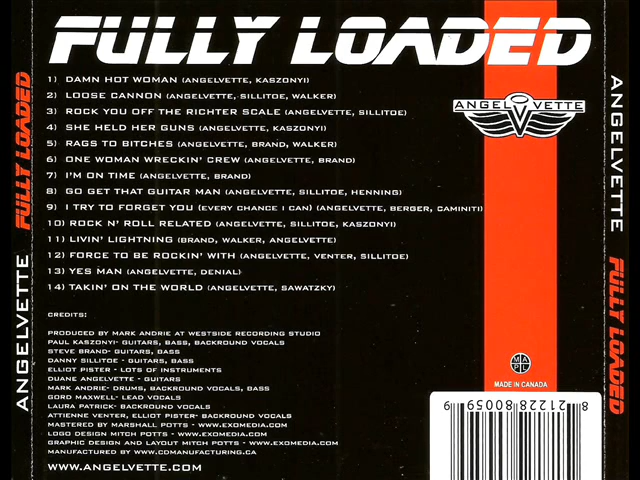 FULLY LOADED
1) DAMN HOT WOMAN (ANGELVETTE, KASZONYI)
2) LOOSE CANNON (ANGELVETTE, SILLITOE, WALKER)
3) ROCK YOU OFF THE RICHTER SCALE (ANGELVETTE, SILLITOE)
4) SHE HELD HER GUNS (ANGELVETTE, KASZONYI)
5) RAGS TO BITCHES (ANGELVETTE, BRAND, WALKER)
6) ONE WOMAN WRECKIN' CREW (ANGELVETTE, BRAND)
7) I'M ON TIME (ANGELVETTE, BRAND)
8) GO GET THAT GUITAR MAN (ANGELVETTE, SILLITOE, HENNING)
9) I TRY TO FORGET YOU (EVERY CHANCE I CAN) (ANGELVETTE, BERGER, CAMINITI)
10) ROCK N' ROLL RELATED (ANGELVETTE, SILLITOE, KASZONYI)
11) LIVIN' LIGHTNING (BRAND, WALKER, ANGELVETTE)
12) FORCE TO BE ROCKIN' WITH (ANGELVETTE, VENTER, SILLITOE)
13) YES MAN (ANGELVETTE, DENIAL)
14) TAKIN' ON THE WORLD (ANGELVETTE, SAWATZKY)
CREDITS:
PRODUCED BY MARK ANDRIE AT WESTSIDE RECORDING STUDIO
PAUL KASZONYI- GUITARS, BASS, BACKROUND VOCALS
STEVE BRAND- GUITARS, BASS
DANNY SILLITOE - GUITARS, BASS
ELLIOT PISTER - LOTS OF INSTRUMENTS
DUANE ANGELVETTE - GUITARS
MARK ANDRIE- DRUMS, BACKROUND VOCALS, BASS
GORD MAXWELL- LEAD VOCALS
LAURA PATRICK- BACKROUND VOCALS
ATTIENNE VENTER, ELLIOT PISTER- BACKROUND VOCALS
MASTERED BY MARSHALL POTTS - WWW.EXOMEDIA.COM
LOGO DESIGN MITCH POTTS - WWW.EXOMEDIA.COM
GRAPHIC DESIGN AND LAYOUT MITCH POTTS - WWW.EXOMEDIA.COM
MANUFACTURED BY WWW.CDMANUFACTURING.CA
WWW.ANGELVETTE.COM
ANGELVETTE
MAPL
MADE IN CANADA
8 21228 80059 9
ANGELVETTE FULLY LOADED
ANGELVETTE FULLY LOADED